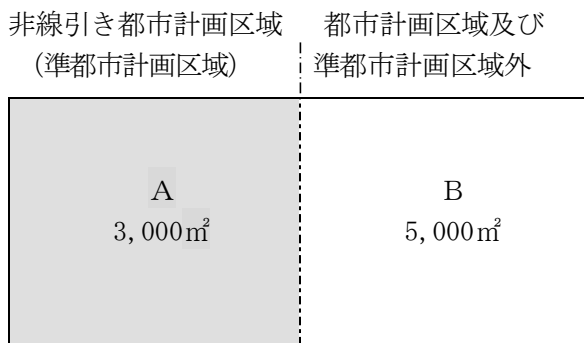 非線引き都市計画区域
(準都市計画区域)
都市計画区域及び
準都市計画区域外
A
3,000㎡
B
5,000㎡